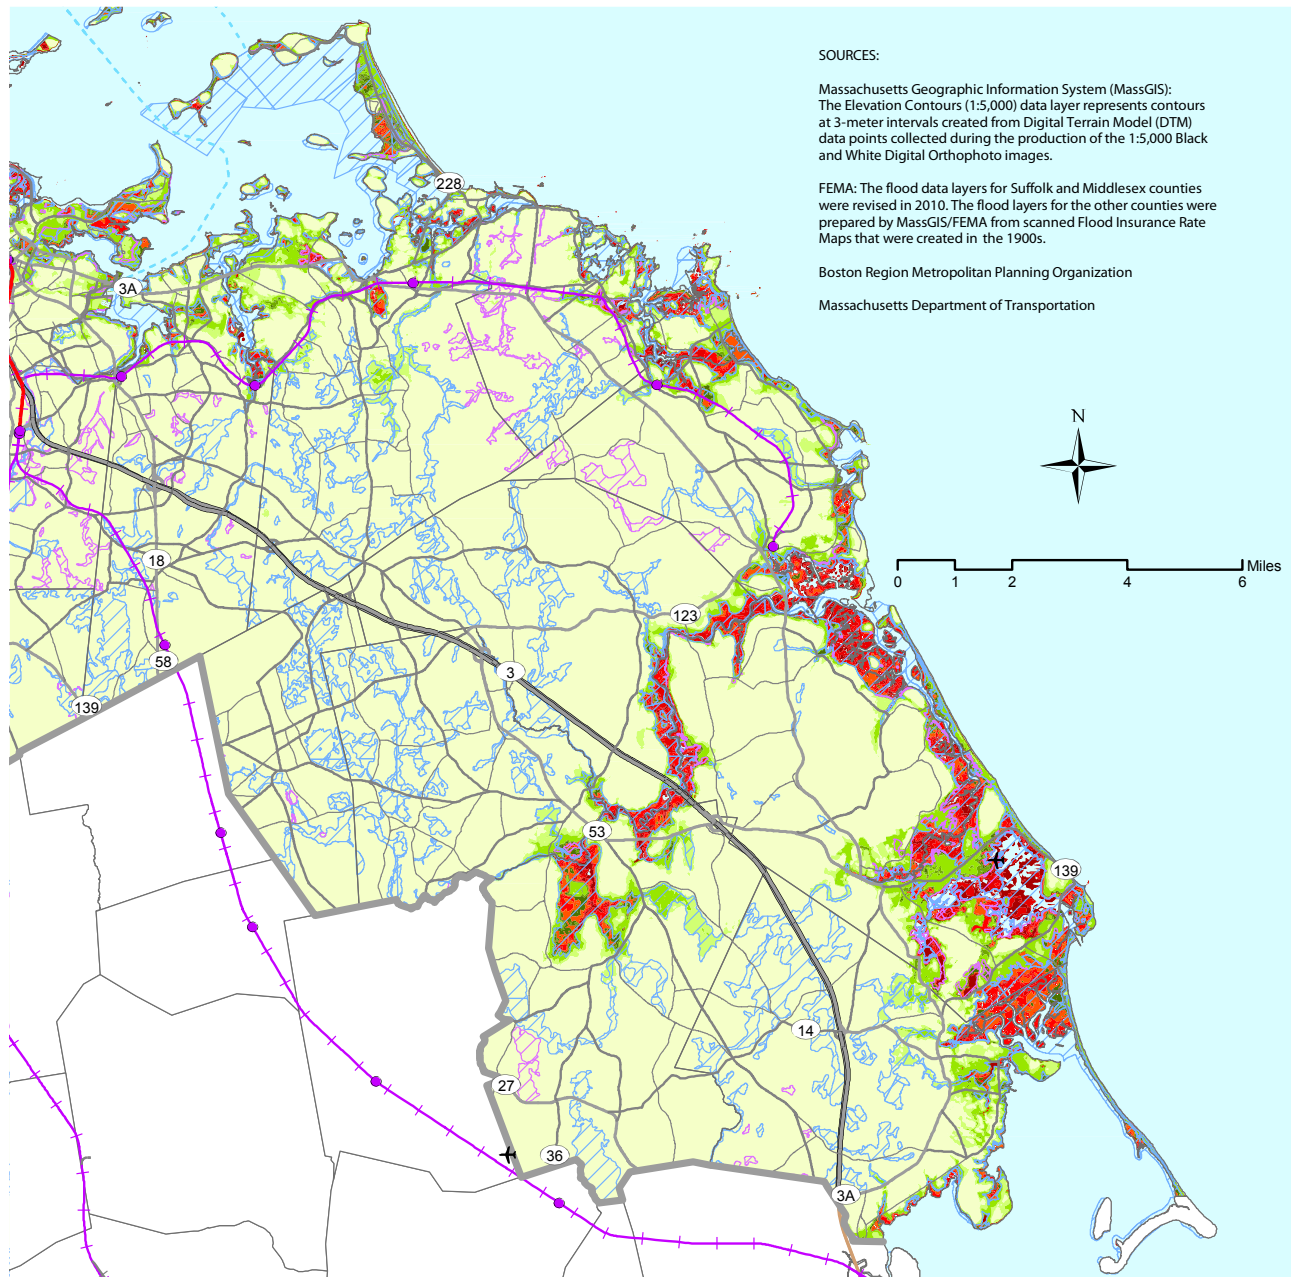 SOURCES:
Massachusetts Geographic Information System (MassGIS):
The Elevation Contours (1:5,000) data layer represents contours
at 3-meter intervals created from Digital Terrain Model (DTM)
data points collected during the production of the 1:5,000 Black
and White Digital Orthophoto images.
FEMA: The flood data layers for Suffolk and Middlesex counties
were revised in 2010. The flood layers for the other counties were
prepared by MassGIS/FEMA from scanned Flood Insurance Rate
Maps that were created in the 1900s.
Boston Region Metropolitan Planning Organization
Massachusetts Department of Transportation
228
3A
N
0 1 2 4 6 Miles
18
123
58
3
139
53
139
14
27
36
3A